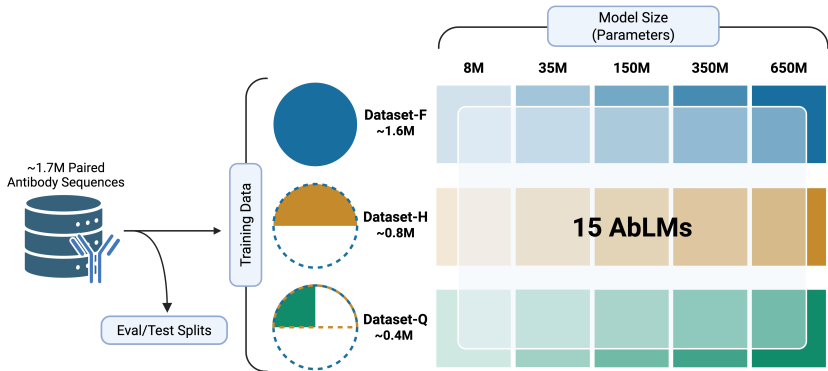 Model Size
(Parameters)
8M
35M
150M
350M
650M
Dataset-F
~1.6M
~1.7M Paired
Antibody Sequences
Training Data
Dataset-H
~0.8M
15 AbLMs
Eval/Test Splits
Dataset-Q
~0.4M